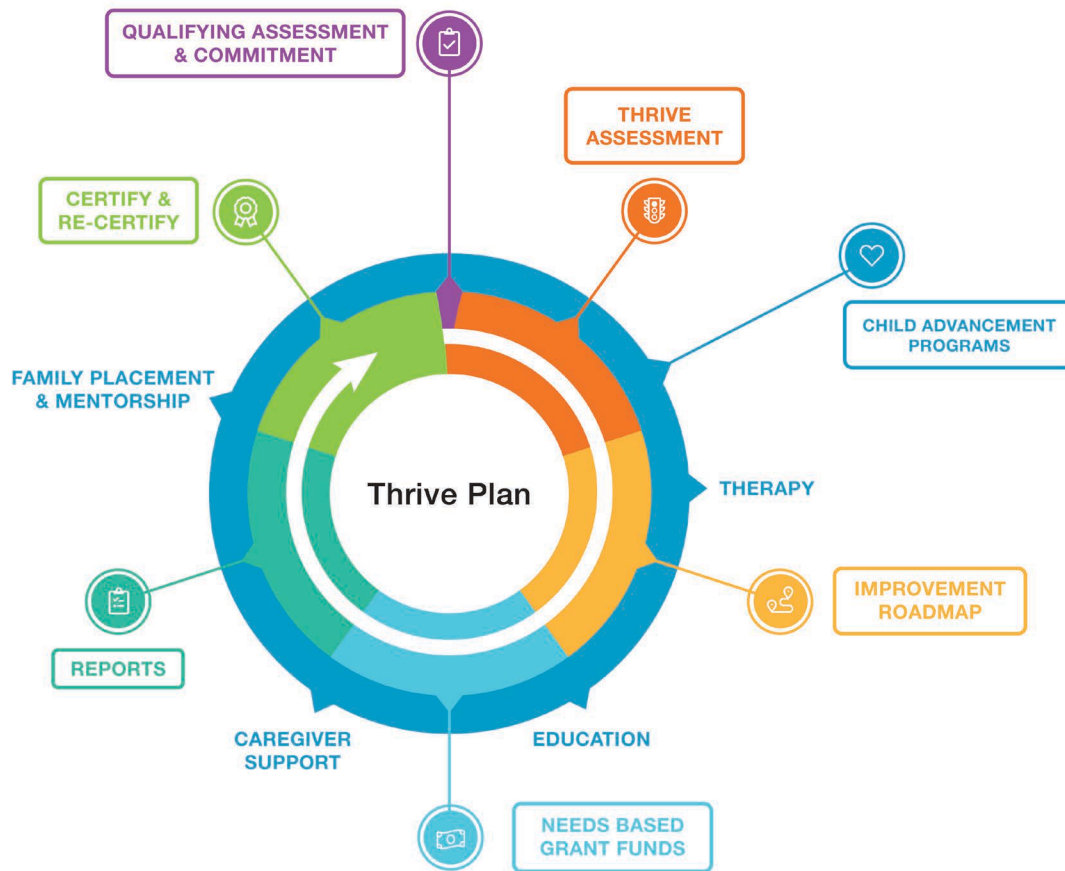 QUALIFYING ASSESSMENT
& COMMITMENT
THRIVE
ASSESSMENT
CERTIFY &
RE-CERTIFY
CHILD ADVANCEMENT
PROGRAMS
FAMILY PLACEMENT
& MENTORSHIP
Thrive Plan
THERAPY
IMPROVEMENT
ROADMAP
REPORTS
CAREGIVER
SUPPORT
EDUCATION
NEEDS BASED
GRANT FUNDS